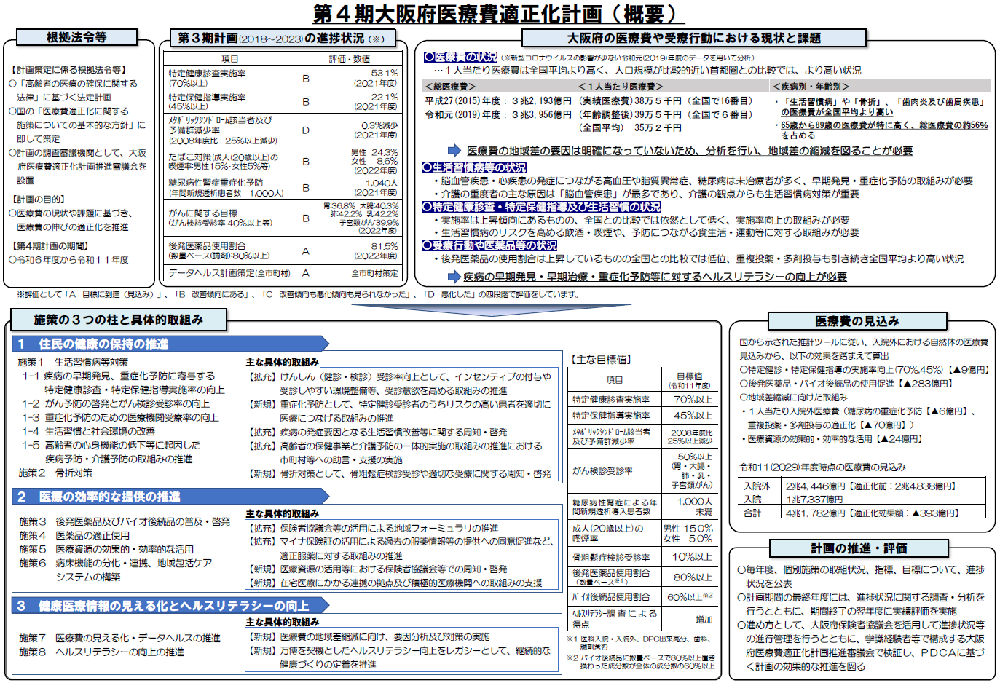 第４期大阪府医療費適正化計画（概要）
根拠法令等
【計画策定に係る根拠法令等】
〇「高齢者の医療の確保に関する
法律」に基づく法定計画
〇国の「医療費適正化に関する
施策についての基本的な方針」に
即して策定
〇計画の調査審議機関として、大阪
府医療費適正化計画推進審議会を
設置
【計画の目的】
〇医療費の現状や課題に基づき、
医療費の伸びの適正化を推進
【第４期計画の期間】
〇令和６年度から令和１１年度
第３期計画(2018～2023)の進捗状況（※）
項目 評価・数値
特定健康診査実施率
(70%以上) B 53.1%
(2021年度)
特定保健指導実施率
(45%以上) B 22.1%
(2021年度)
ﾒﾀﾎﾞﾘｯｸｼﾝﾄﾞﾛｰﾑ該当者及び
予備群減少率
(2008年度比　25%以上減少) D 0.3%減少
(2021年度)
たばこ対策(成人(20歳以上)の
喫煙率:男性15%･女性5%等) B 男性 24.3%
女性 8.6%
(2022年度)
糖尿病性腎症重症化予防
(年間新規透析患者数　1,000人) B 1,040人
(2021年度)
がんに関する目標
(がん検診受診率:40%以上等) B 胃:36.8% 大腸:40.3%
肺:42.2% 乳:42.2%
子宮頸がん:39.9%
(2022年度)
後発医薬品使用割合
(数量ベース(調剤):80%以上) A 81.5%
(2022年度)
データヘルス計画策定(全市町村) A 全市町村策定
※評価として「A　目標に到達（見込み）」、「B　改善傾向にある」、「C　改善傾向も悪化傾向も見られなかった」、「D　悪化した」の四段階で評価をしています。
大阪府の医療費や受療行動における現状と課題
〇医療費の状況（※新型コロナウイルスの影響が少ない令和元(2019)年度のデータを用いて分析）
…１人当たり医療費は全国平均より高く、人口規模が比較的近い首都圏との比較では、より高い状況
＜総医療費＞ ＜１人当たり医療費＞ ＜疾病別・年齢別＞
平成27(2015)年度：３兆2,193億円 （実績医療費）38万５千円（全国で16番目）
令和元(2019)年度：３兆3,956億円 （年齢調整後）39万５千円（全国で６番目）
（全国平均）　35万２千円
・「生活習慣病」や「骨折」、「歯肉炎及び歯周疾患」
の医療費が全国平均より高い
・65歳から89歳の医療費が特に高く、総医療費の約56%
を占める
医療費の地域差の要因は明確になっていないため、分析を行い、地域差の縮減を図ることが必要
〇生活習慣病等の状況
・脳血管疾患・心疾患の発症につながる高血圧や脂質異常症、糖尿病は未治療者が多く、早期発見・重症化予防の取組みが必要
・介護の重度者の主な原因は「脳血管疾患」が最多であり、介護の観点からも生活習慣病対策が重要
〇特定健康診査・特定保健指導及び生活習慣の状況
・実施率は上昇傾向にあるものの、全国との比較では依然として低く、実施率向上の取組みが必要
・生活習慣病のリスクを高める飲酒・喫煙や、予防につながる食生活・運動等に対する取組みが必要
〇受療行動や医薬品等の状況
・後発医薬品の使用割合は上昇しているものの全国との比較では低位、重複投薬・多剤投与も引き続き全国平均より高い状況
疾病の早期発見・早期治療・重症化予防等に対するヘルスリテラシーの向上が必要
施策の３つの柱と具体的取組み
１　住民の健康の保持の推進
施策１　生活習慣病等対策
1-1 疾病の早期発見、重症化予防に寄与する
特定健康診査・特定保健指導の実施率の向上
1-2 がん予防の啓発とがん検診受診率の向上
1-3 重症化予防のための医療機関受療率の向上
1-4 生活習慣と社会環境の改善
1-5 高齢者の心身機能の低下等に起因した
疾病予防・介護予防の取組みの推進
施策２　骨折対策
主な具体的取組み
【拡充】けんしん（健診・検診）受診率向上として、インセンティブの付与や
受診しやすい環境整備等、受診意欲を高める取組みの推進
【新規】重症化予防として、特定健診受診者のうちリスクの高い患者を適切に
医療につなげる取組みの推進
【拡充】疾病の発症要因となる生活習慣改善等に関する周知・啓発
【拡充】高齢者の保健事業と介護予防の一体的実施の取組みの推進における
市町村等への助言・支援の実施
【新規】骨折対策として、骨粗鬆症検診受診や適切な受療に関する周知・啓発
２　医療の効率的な提供の推進
施策３　後発医薬品及びバイオ後続品の普及・啓発
施策４　医薬品の適正使用
施策５　医療資源の効果的・効率的な活用
施策６　病床機能の分化・連携、地域包括ケア
システムの構築
主な具体的取組み
【拡充】保険者協議会等の活用による地域フォーミュラリの推進
【拡充】マイナ保険証の活用による過去の服薬情報等の提供への同意促進など、
適正服薬に対する取組みの推進
【新規】医療資源の活用等における保険者協議会等での周知・啓発
【新規】在宅医療にかかる連携の拠点及び積極的医療機関への取組みの支援
３　健康医療情報の見える化とヘルスリテラシーの向上
施策７　医療費の見える化・データヘルスの推進
施策８　ヘルスリテラシーの向上の推進
主な具体的取組み
【新規】医療費の地域差縮減に向け、要因分析及び対策の実施
【新規】万博を契機としたヘルスリテラシー向上をレガシーとして、継続的な
健康づくりの定着を推進
【主な目標値】
項目 目標値
(令和11年度)
特定健康診査実施率 70%以上
特定保健指導実施率 45%以上
ﾒﾀﾎﾞﾘｯｸｼﾝﾄﾞﾛｰﾑ該当者
及び予備群減少率 2008年度比
25%以上減少
がん検診受診率 50%以上
(胃・大腸・
肺・乳・
子宮頸がん)
糖尿病性腎症による年
間新規透析導入患者数 1,000人
未満
成人(20歳以上)の
喫煙率 男性 15.0%
女性 5.0%
骨粗鬆症検診受診率 10%以上
後発医薬品使用割合
（数量ベース※1） 80%以上
ﾊﾞｲｵ後続品使用割合 60%以上※2
ﾍﾙｽﾘﾃﾗｼｰ調査による
得点 増加
※1 医科入院・入院外、DPC出来高分、歯科、
調剤含む
※2 バイオ後続品に数量ベースで80%以上置き
換わった成分数が全体の成分数の60%以上
医療費の見込み
国から示された推計ツールに従い、入院外における自然体の医療費
見込みから、以下の効果を踏まえて算出
〇特定健診・特定保健指導の実施率向上(70%,45%)【▲9億円】
〇後発医薬品・バイオ後続品の使用促進【▲283億円】
〇地域差縮減に向けた取組み
・１人当たり入院外医療費（糖尿病の重症化予防【▲6億円】、
重複投薬・多剤投与の適正化【▲70億円】）
・医療資源の効果的・効率的な活用【▲24億円】
令和11(2029)年度時点の医療費の見込み
入院外 2兆4,446億円【適正化前：2兆4,838億円】
入院 1兆7,337億円
合計 4兆1,782億円【適正化効果額：▲393億円】
計画の推進・評価
〇毎年度、個別施策の取組状況、指標、目標について、進捗
状況を公表
〇計画期間の最終年度には、進捗状況に関する調査・分析を
行うとともに、期間終了の翌年度に実績評価を実施
〇進め方として、大阪府保険者協議会を活用して進捗状況等
の進行管理を行うとともに、学識経験者等で構成する大阪
府医療費適正化計画推進審議会で検証し、ＰＤＣＡに基づ
く計画の効果的な推進を図る